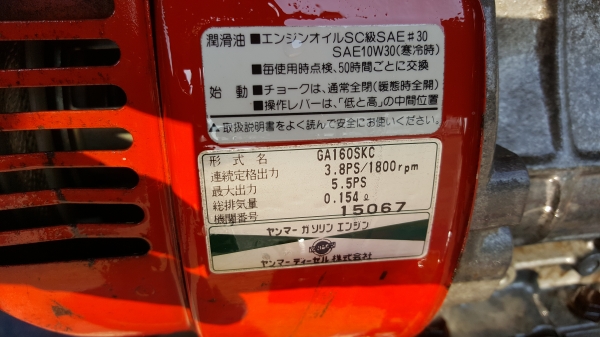 潤滑油 ■エンジンオイルSC級SAE#30
SAE10W30(寒冷時)
■毎使用時点検、50時間ごとに交換
始動 ■チョークは、通常全閉(暖態時全開)
■操作レバーは、「低と高」の中間位置
⚠取扱説明書をよく読んで安全にお使いください。
形式名 GA160SKC
連続定格出力 3.8PS/1800rpm
最大出力 5.5PS
総排気量 0.154ℓ
機関番号 15067
ヤンマー ガソリン エンジン
ヤンマーディーゼル 株式会社